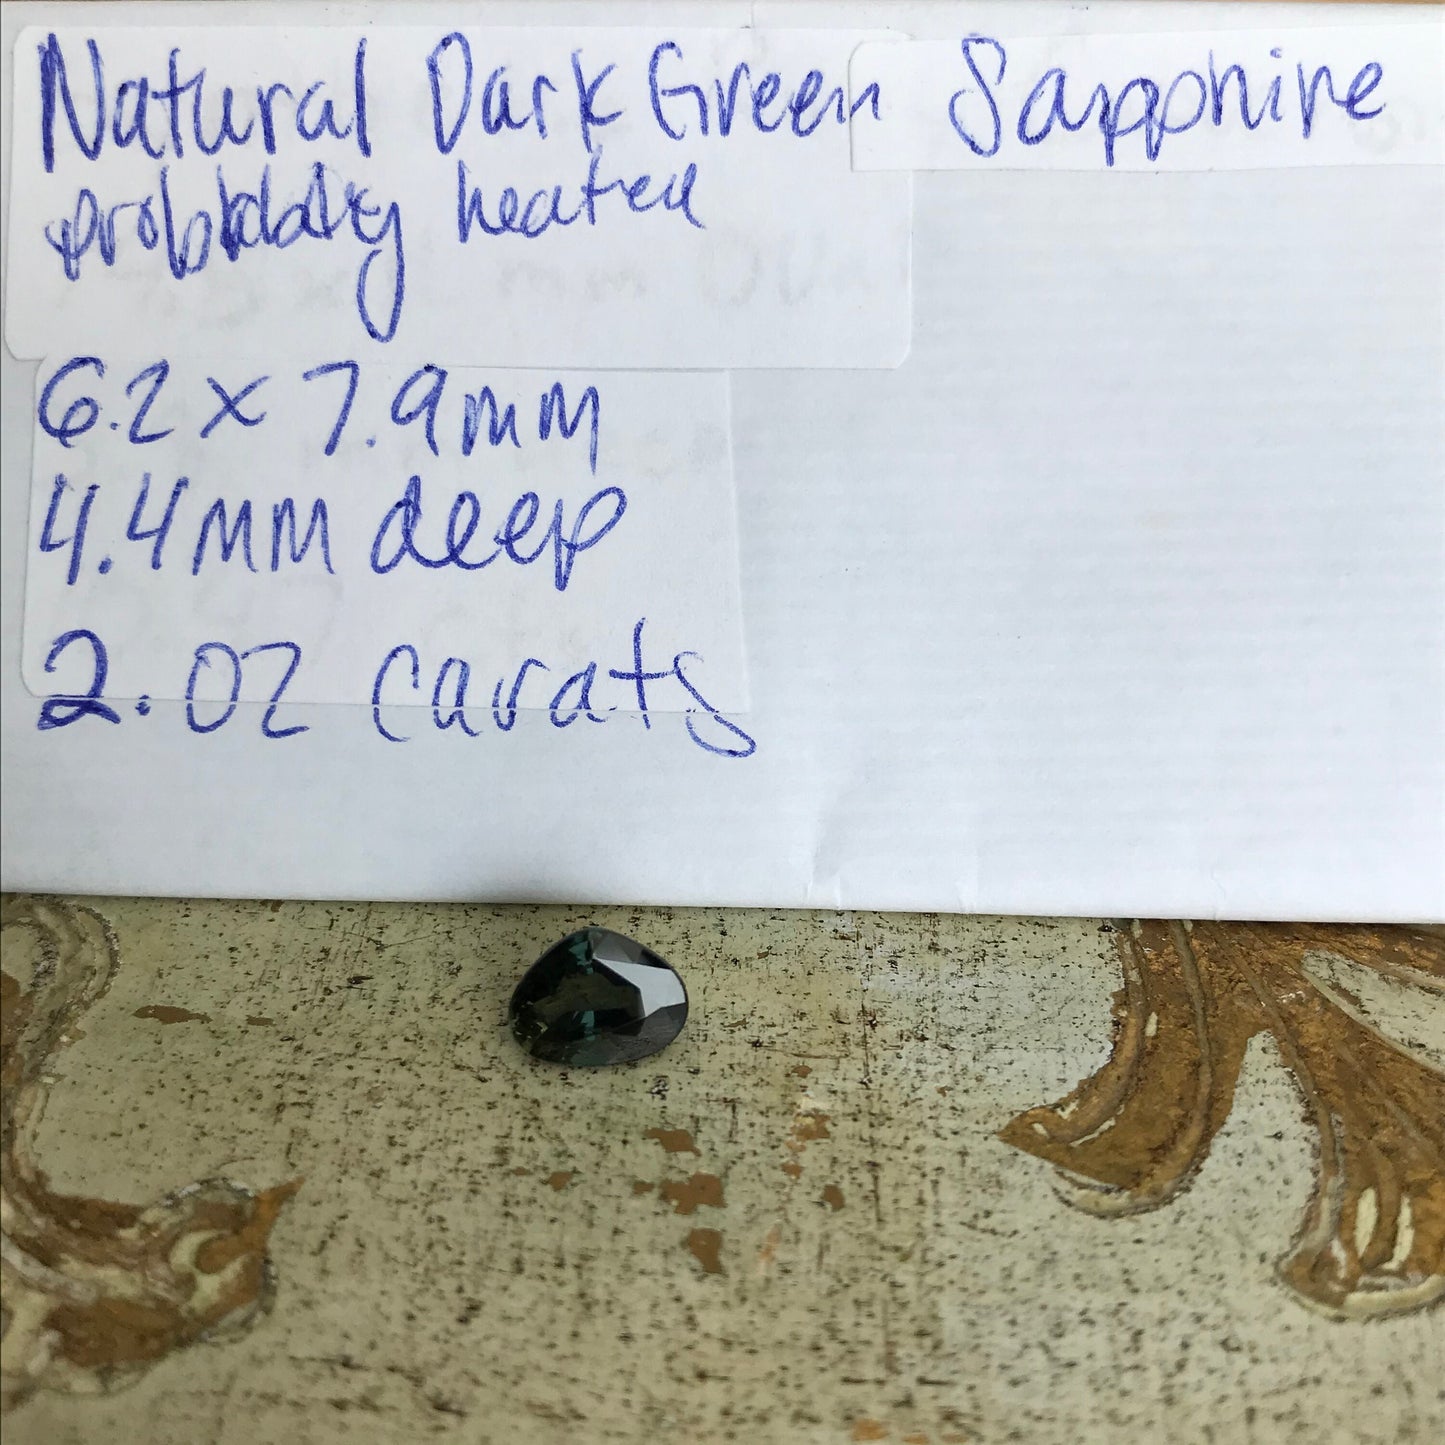 Natural Dark Green Sapphire
probably heated
6.2 x 7.9mm
4.4mm deep
2.02 carats